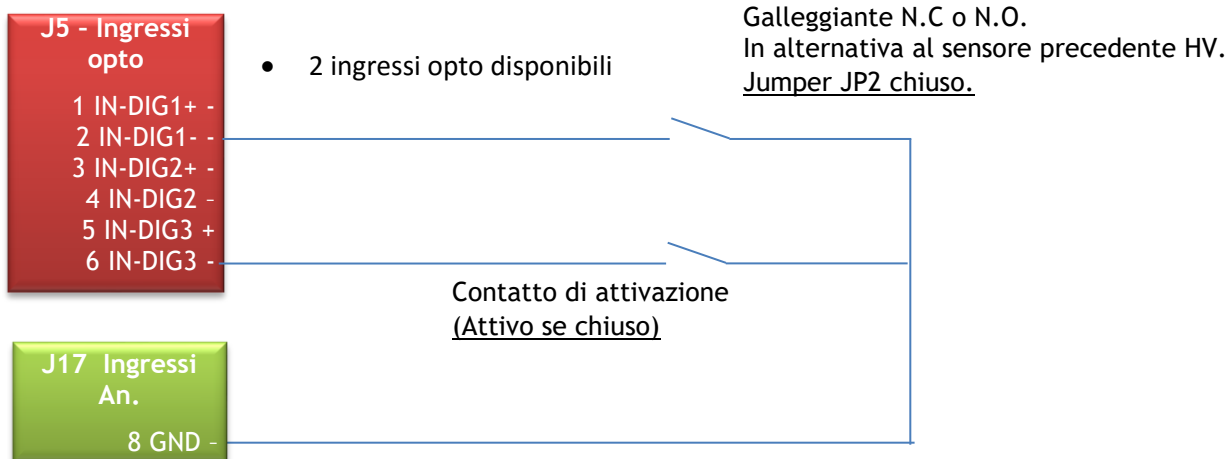 J5 - Ingressi
opto
1 IN-DIG1+ -
2 IN-DIG1- -
3 IN-DIG2+ -
4 IN-DIG2 –
5 IN-DIG3 +
6 IN-DIG3 -
• 2 ingressi opto disponibili
Galleggiante N.C o N.O.
In alternativa al sensore precedente HV.
Jumper JP2 chiuso.
Contatto di attivazione
(Attivo se chiuso)
J17 Ingressi
An.
8 GND –